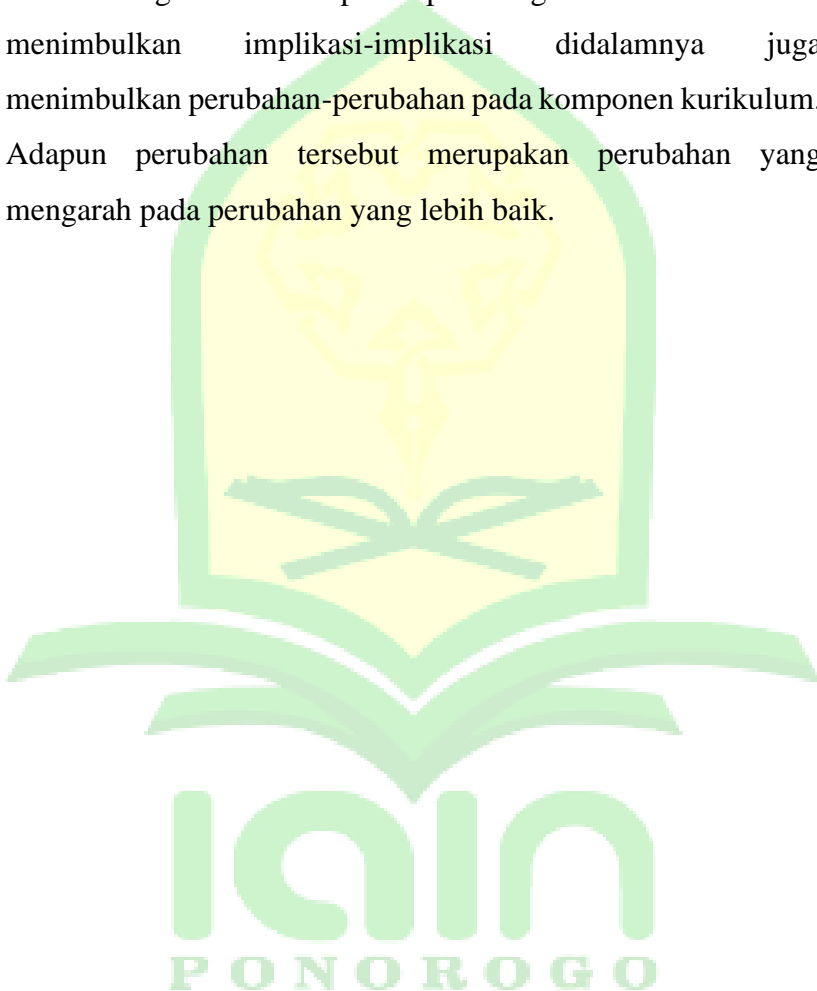 menimbulkan implikasi-implikasi didalamnya juga
menimbulkan perubahan-perubahan pada komponen kurikulum.
Adapun perubahan tersebut merupakan perubahan yang
mengarah pada perubahan yang lebih baik.
iain
PONOROGO